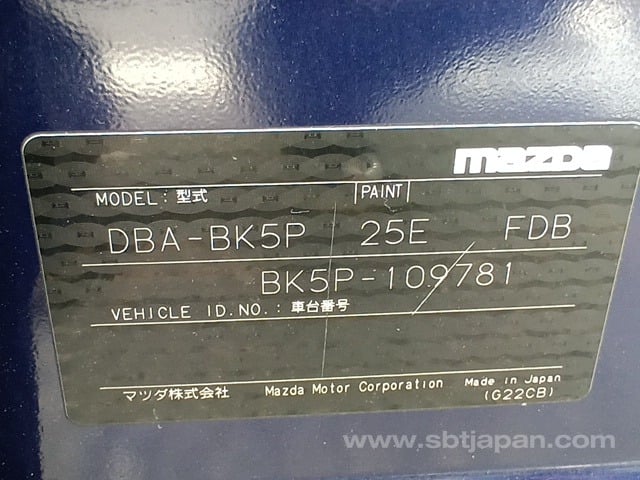 mazda
MODEL: 型式 PAINT
DBA-BK5P 25E FDB
BK5P-109781
VEHICLE ID.NO.: 車台番号
マツダ株式会社 Mazda Motor Corporation Made in Japan
(G22CB)
www.sbtjapan.com